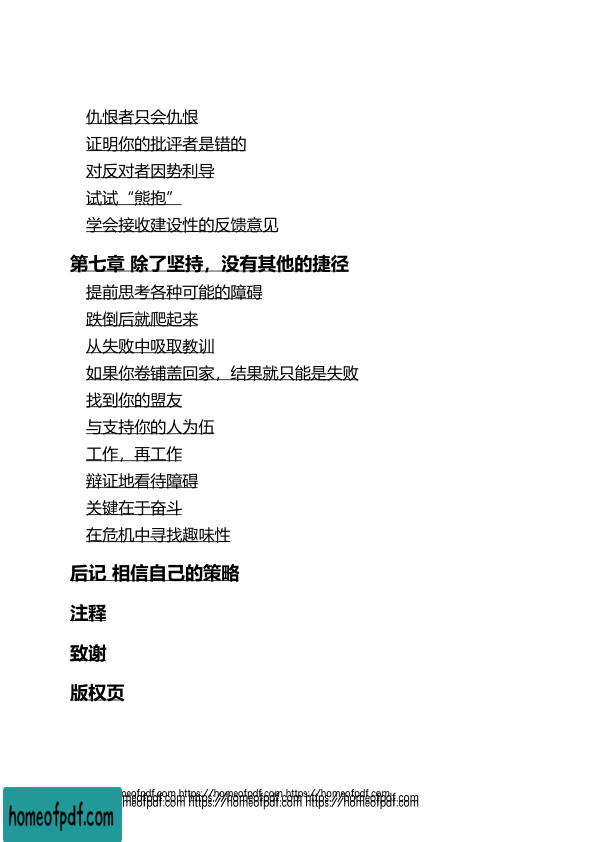 仇恨者只会仇恨
证明你的批评者是错的
对反对者因势利导
试试“熊抱”
学会接收建设性的反馈意见
第七章 除了坚持，没有其他的捷径
提前思考各种可能的障碍
跌倒后就爬起来
从失败中吸取教训
如果你卷铺盖回家，结果就只能是失败
找到你的盟友
与支持你的人为伍
工作，再工作
辩证地看待障碍
关键在于奋斗
在危机中寻找趣味性
后记 相信自己的策略
注释
致谢
版权页
https://homeofpdf.com https://homeofpdf.com
https://homeofpdf.com https://homeofpdf.com
homeofpdf.com